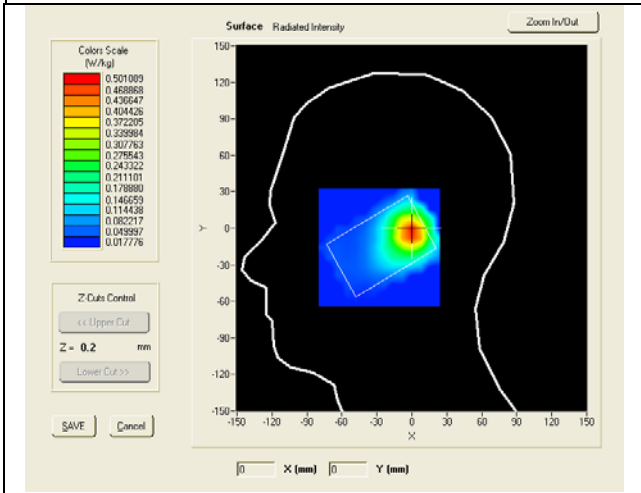 Surface Radiated Intensity
Zoom In/Out
Colors Scale
(W/kg)
0.501089
0.468868
0.436647
0.404426
0.372205
0.339984
0.307763
0.275543
0.243322
0.211101
0.178880
0.146659
0.114438
0.082217
0.049997
0.017776
Z-Cuts Control
<< Upper Cut
Z = 0.2 mm
Lower Cut >>
SAVE Cancel
150
120
90
60
30
0
-30
-60
-90
-120
-150
Y
-150 -120 -90 -60 -30 0 30 60 90 120 150
X
0 X (mm) 0 Y (mm)